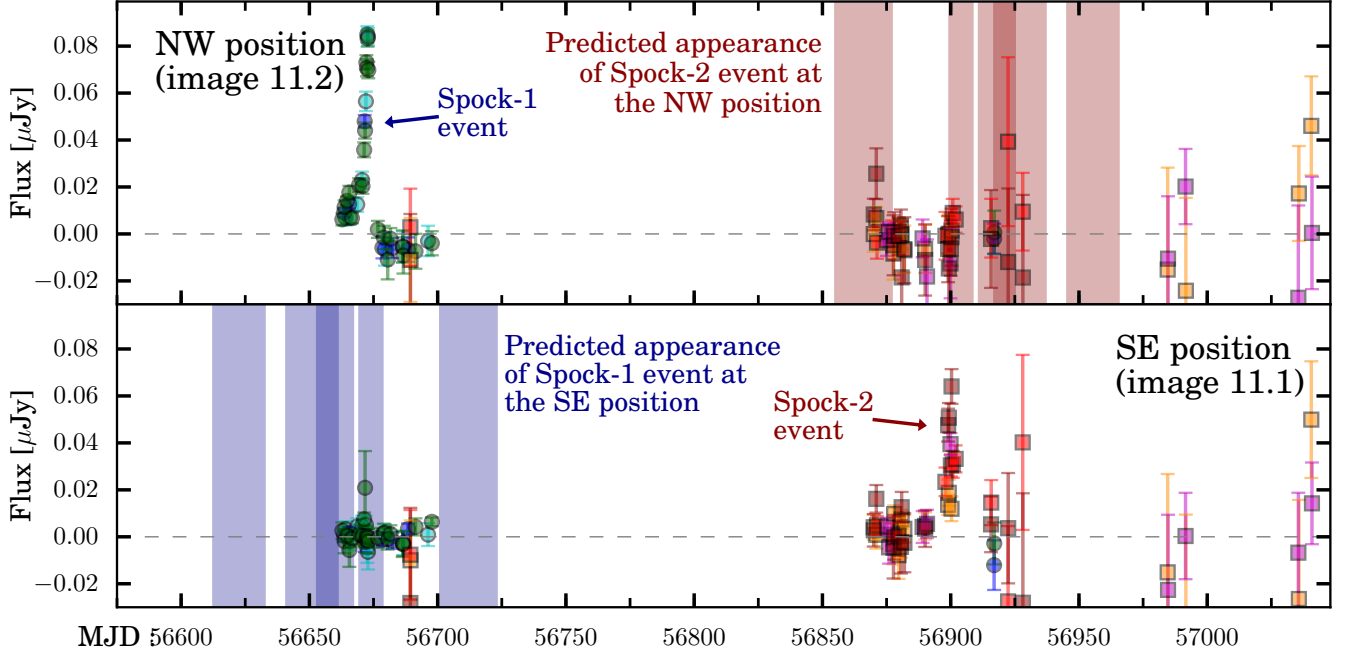 NW position
(image 11.2)
Predicted appearance
of Spock-2 event at
the NW position
Spock-1
event
Flux [μJy]
0.08
0.06
0.04
0.02
0.00
−0.02
Predicted appearance
of Spock-1 event at
the SE position
SE position
(image 11.1)
Spock-2
event
Flux [μJy]
0.08
0.06
0.04
0.02
0.00
−0.02
MJD : 56600 56650 56700 56750 56800 56850 56900 56950 57000